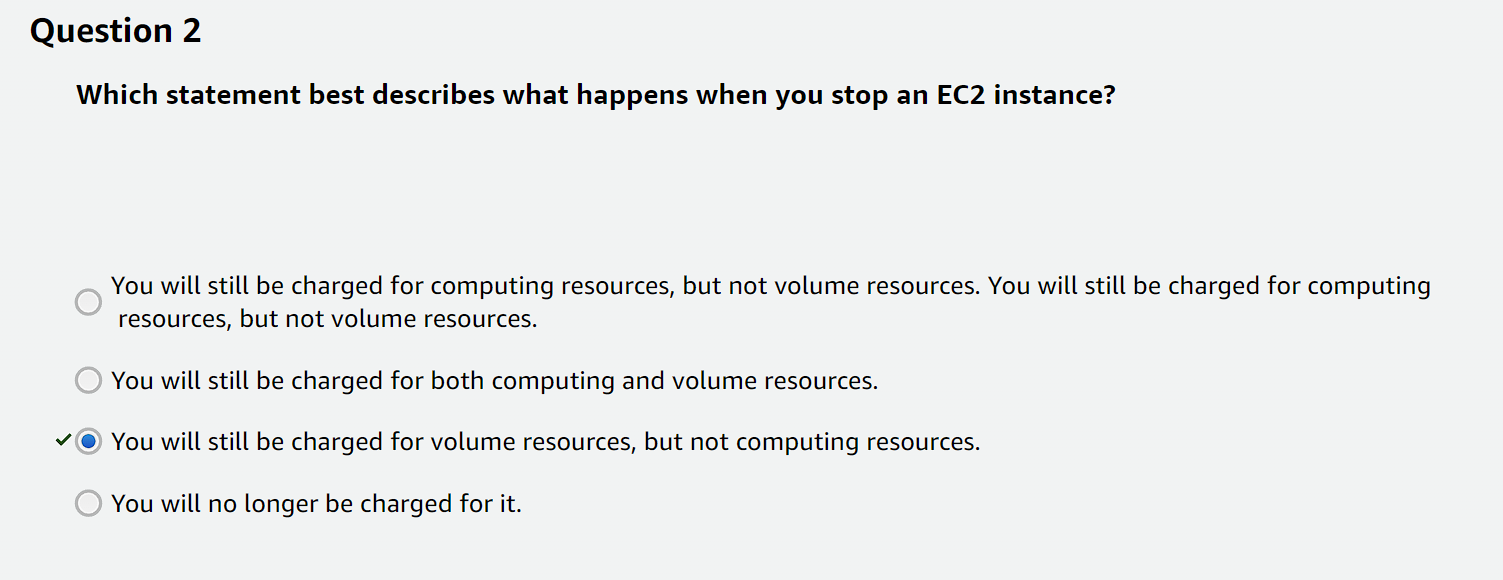 Question 2
Which statement best describes what happens when you stop an EC2 instance?
You will still be charged for computing resources, but not volume resources. You will still be charged for computing
resources, but not volume resources.
You will still be charged for both computing and volume resources.
You will still be charged for volume resources, but not computing resources.
You will no longer be charged for it.